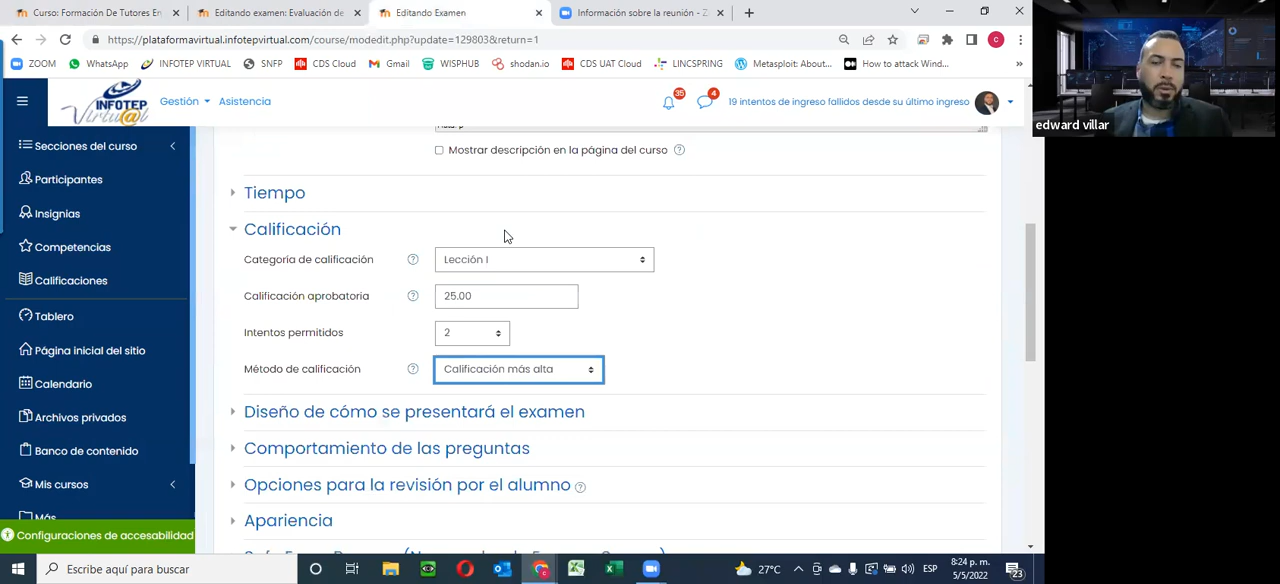 Curso: Formación De Tutores En
Editando examen: Evaluación de
Editando Examen
Información sobre la reunión - Z
https://plataformavirtual.infotepvirtual.com/course/modedit.php?update=129803&return=1
C
ZOOM
WhatsApp
INFOTEP VIRTUAL
SNFP
CDS Cloud
Gmail
WISPHUB
shodan.io
CDS UAT Cloud
LINCSPRING
Metasploit: About...
How to attack Wind...
»
edward villar
INFOTEP
Virtual
Gestión
Asistencia
35
4
19 intentos de ingreso fallidos desde su último ingreso
Secciones del curso
Participantes
Insignias
Competencias
Calificaciones
Tablero
Página inicial del sitio
Calendario
Archivos privados
Banco de contenido
Mis cursos
Más
Configuraciones de accesabilidad
Mostrar descripción en la página del curso
Tiempo
Calificación
Categoría de calificación
Lección I
Calificación aprobatoria
25.00
Intentos permitidos
2
Método de calificación
Calificación más alta
Diseño de cómo se presentará el examen
Comportamiento de las preguntas
Opciones para la revisión por el alumno
Apariencia
Escribe aquí para buscar
27°C
ESP
8:24 p. m.
5/5/2022
23